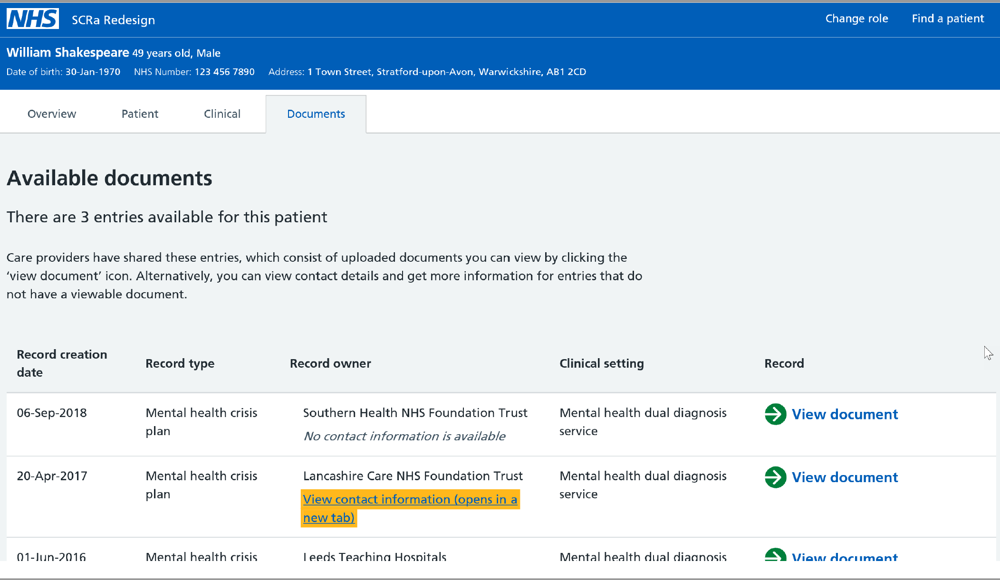 NHS SCRa Redesign Change role Find a patient
William Shakespeare 49 years old, Male
Date of birth: 30-Jan-1970 NHS Number: 123 456 7890 Address: 1 Town Street, Stratford-upon-Avon, Warwickshire, AB1 2CD
Overview Patient Clinical Documents
Available documents
There are 3 entries available for this patient
Care providers have shared these entries, which consist of uploaded documents you can view by clicking the
‘view document’ icon. Alternatively, you can view contact details and get more information for entries that do
not have a viewable document.
Record creation
date
Record type
Record owner
Clinical setting
Record
06-Sep-2018
Mental health crisis
plan
Southern Health NHS Foundation Trust
No contact information is available
Mental health dual diagnosis
service
View document
20-Apr-2017
Mental health crisis
plan
Lancashire Care NHS Foundation Trust
View contact information (opens in a
new tab)
Mental health dual diagnosis
service
View document
01-Jun-2016
Mental health crisis
Leeds Teaching Hospitals
Mental health dual diagnosis
View document